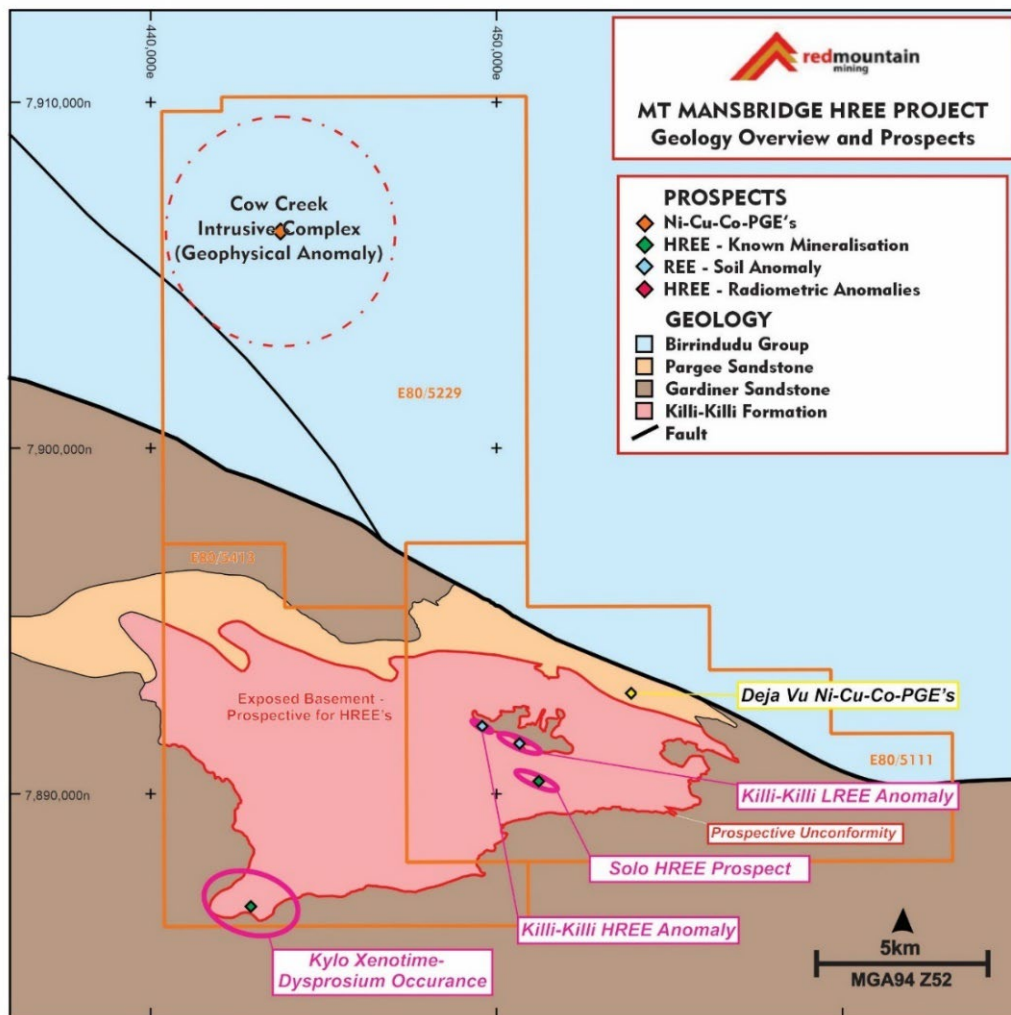 440,000e
450,000e
redmountain
mining
MT MANSBRIDGE HREE PROJECT
Geology Overview and Prospects
7,910,000n
PROSPECTS
Ni-Cu-Co-PGE's
HREE - Known Mineralisation
REE - Soil Anomaly
HREE - Radiometric Anomalies
GEOLOGY
Birrindudu Group
Pargee Sandstone
Gardiner Sandstone
Killi-Killi Formation
Fault
Cow Creek
Intrusive Complex
(Geophysical Anomaly)
E80/5229
7,900,000n
E80/5413
Exposed Basement -
Prospective for HREE's
Deja Vu Ni-Cu-Co-PGE's
E80/5111
7,890,000n
Killi-Killi LREE Anomaly
Prospective Unconformity
Solo HREE Prospect
Killi-Killi HREE Anomaly
Kylo Xenotime-
Dysprosium Occurance
5km
MGA94 Z52